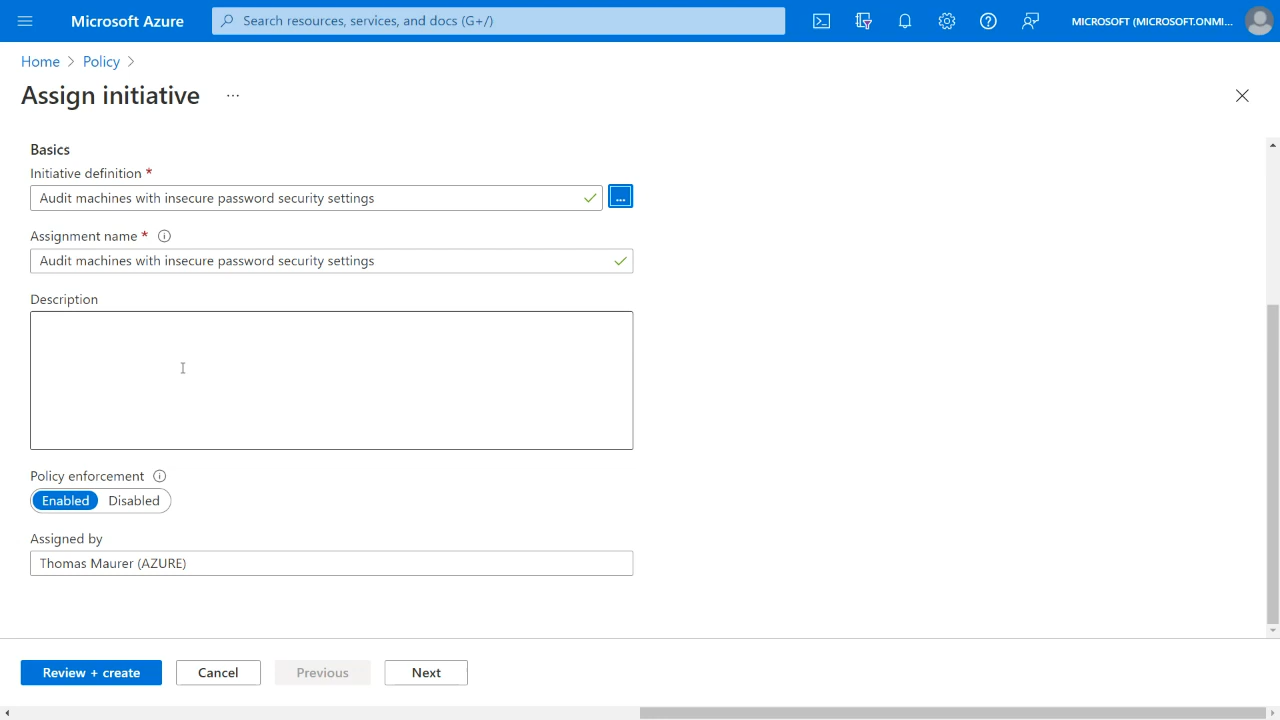 Microsoft Azure
Search resources, services, and docs (G+/)
MICROSOFT (MICROSOFT.ONMI...
Home > Policy >
Assign initiative ...
Basics
Initiative definition *
Audit machines with insecure password security settings
...
Assignment name *
Audit machines with insecure password security settings
Description
Policy enforcement
Enabled Disabled
Assigned by
Thomas Maurer (AZURE)
Review + create Cancel Previous Next